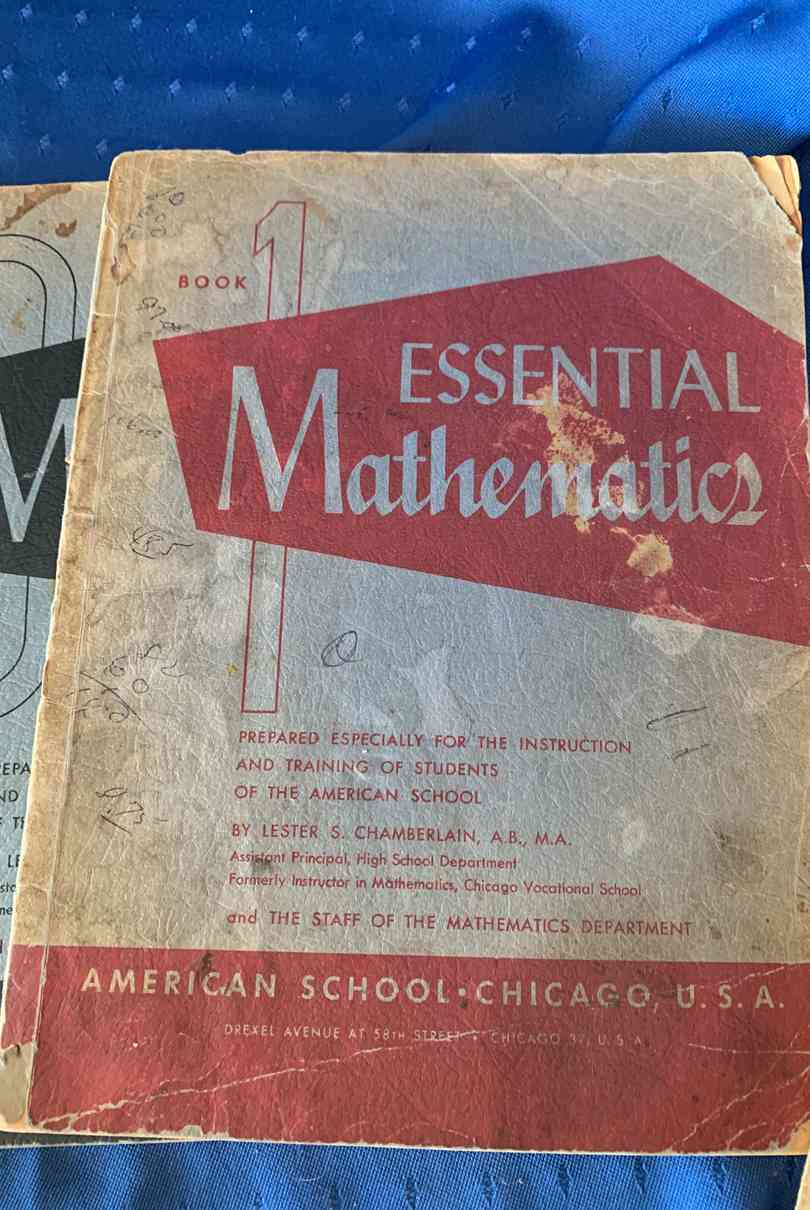 BOOK 1
ESSENTIAL
Mathematics
PREPARED ESPECIALLY FOR THE INSTRUCTION
AND TRAINING OF STUDENTS
OF THE AMERICAN SCHOOL
BY LESTER S. CHAMBERLAIN, A.B., M.A.
Assistant Principal, High School Department
Formerly Instructor in Mathematics, Chicago Vocational School
and THE STAFF OF THE MATHEMATICS DEPARTMENT
AMERICAN SCHOOL • CHICAGO, U. S. A.
DREXEL AVENUE AT 58TH STREET • CHICAGO 37, U. S. A.
M